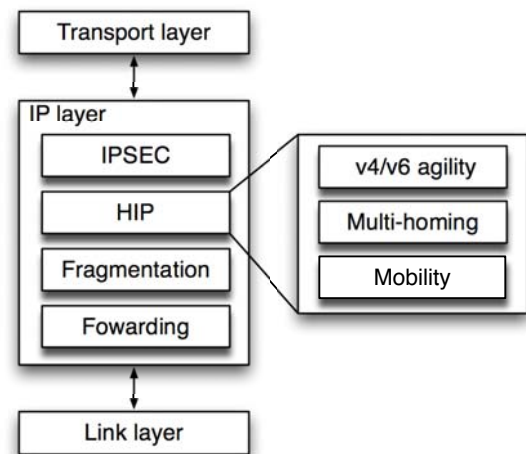 Transport layer
IP layer
IPSEC
HIP
Fragmentation
Fowarding
v4/v6 agility
Multi-homing
Mobility
Link layer